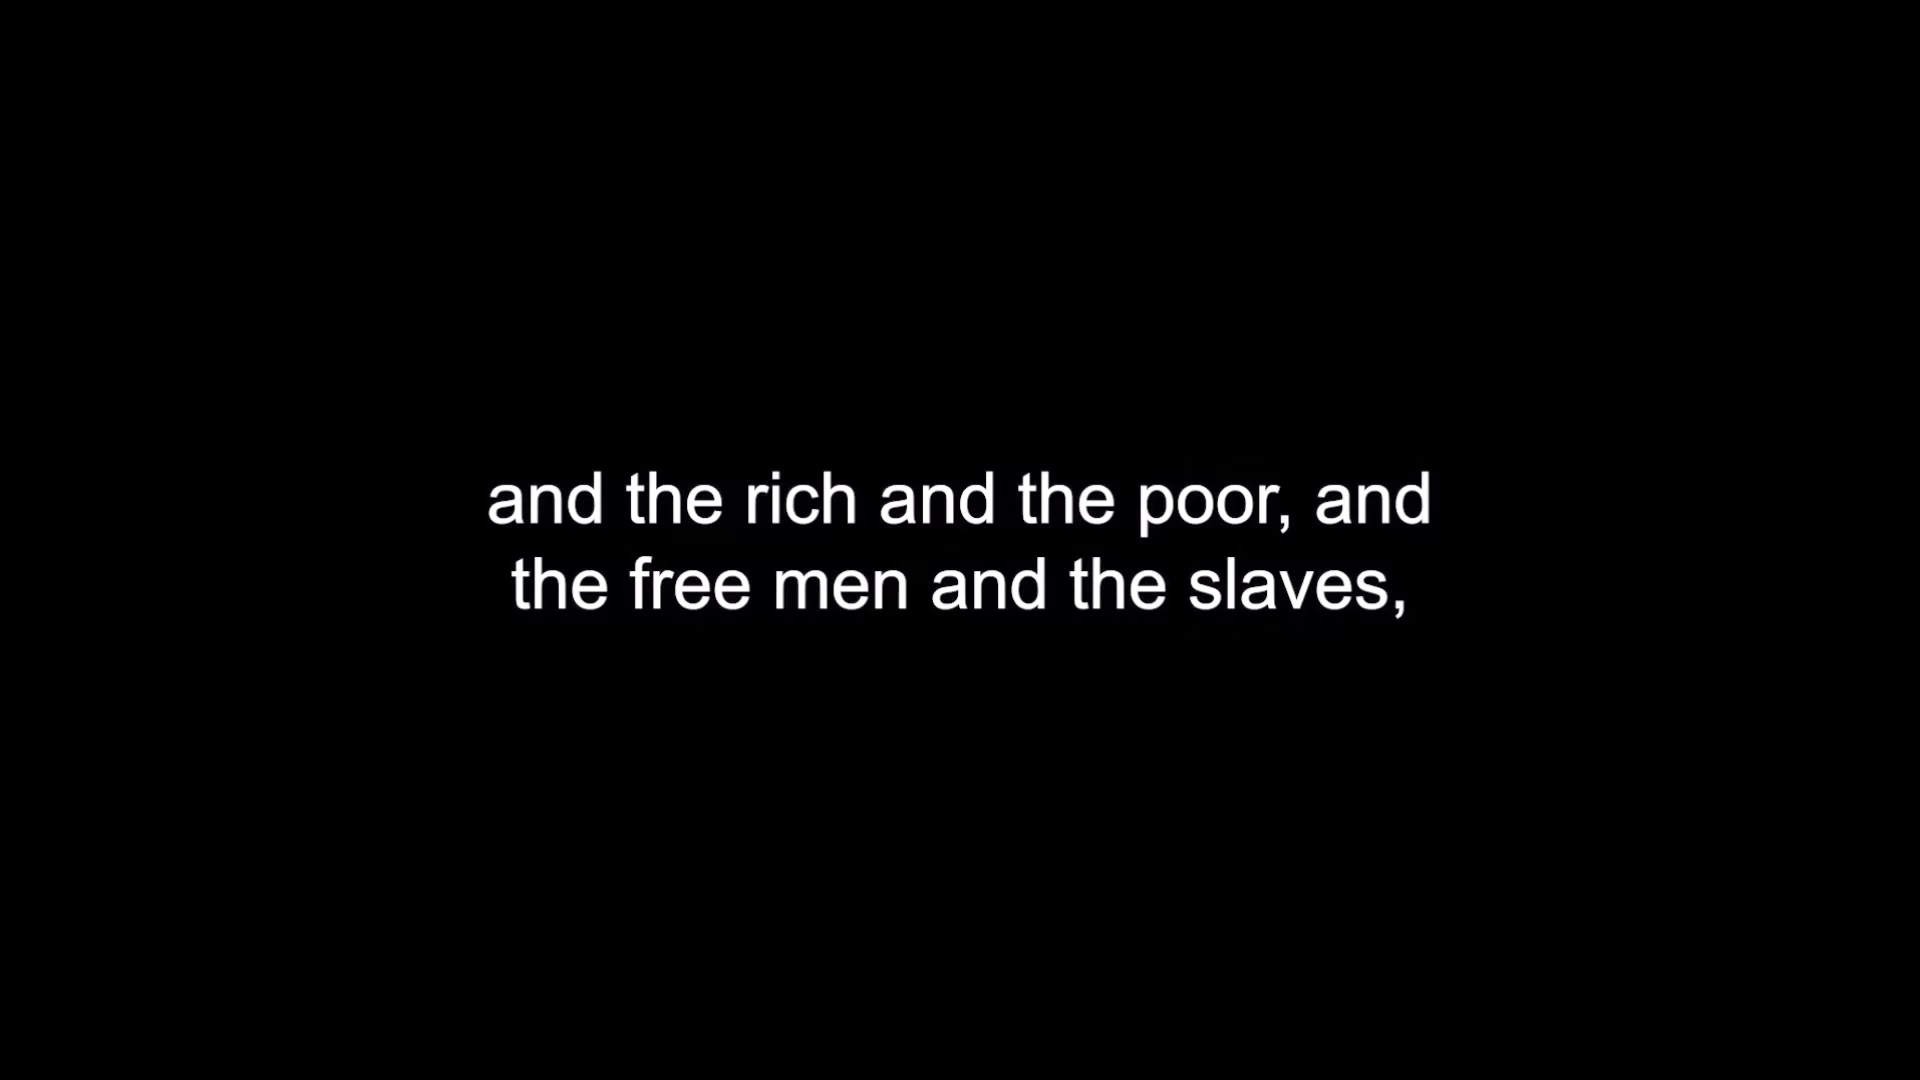 and the rich and the poor, and
the free men and the slaves,